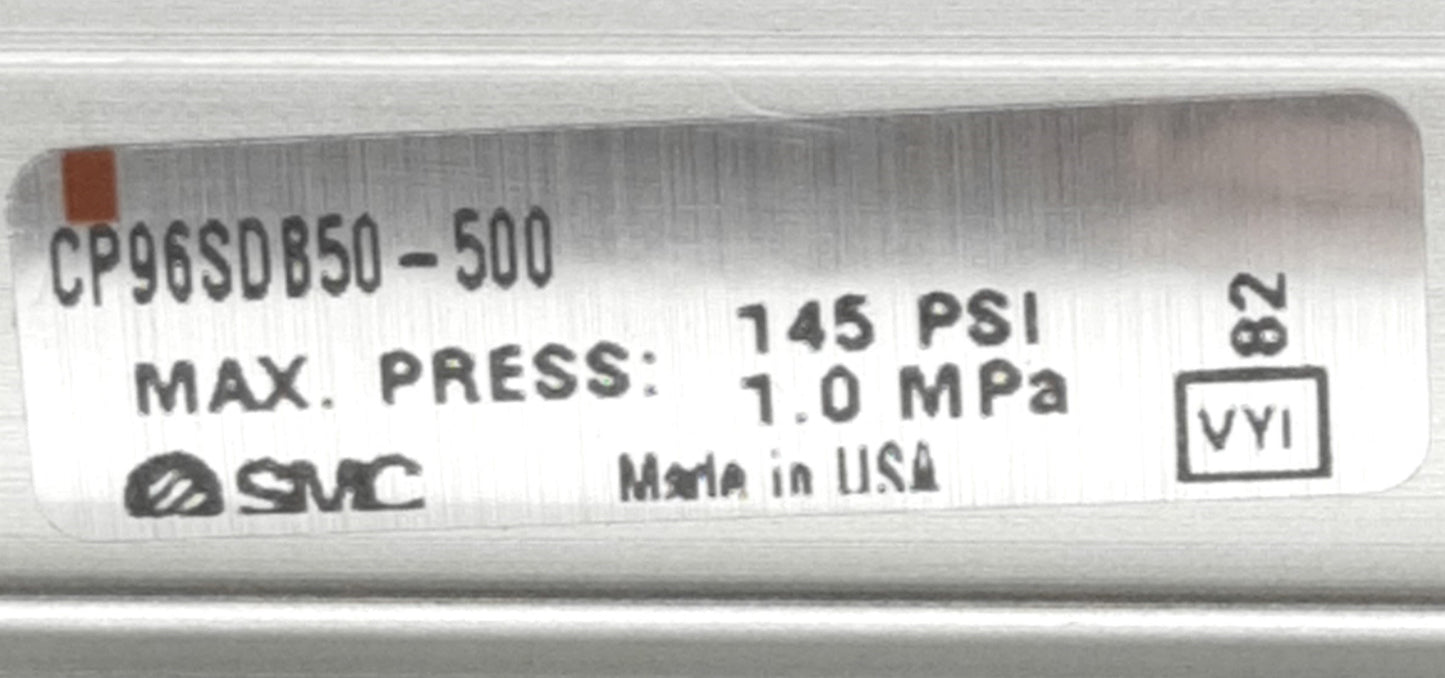 CP96SDB50-500
MAX. PRESS: 145 PSI
1.0 MPa
SMC
Made in USA
82
VYI